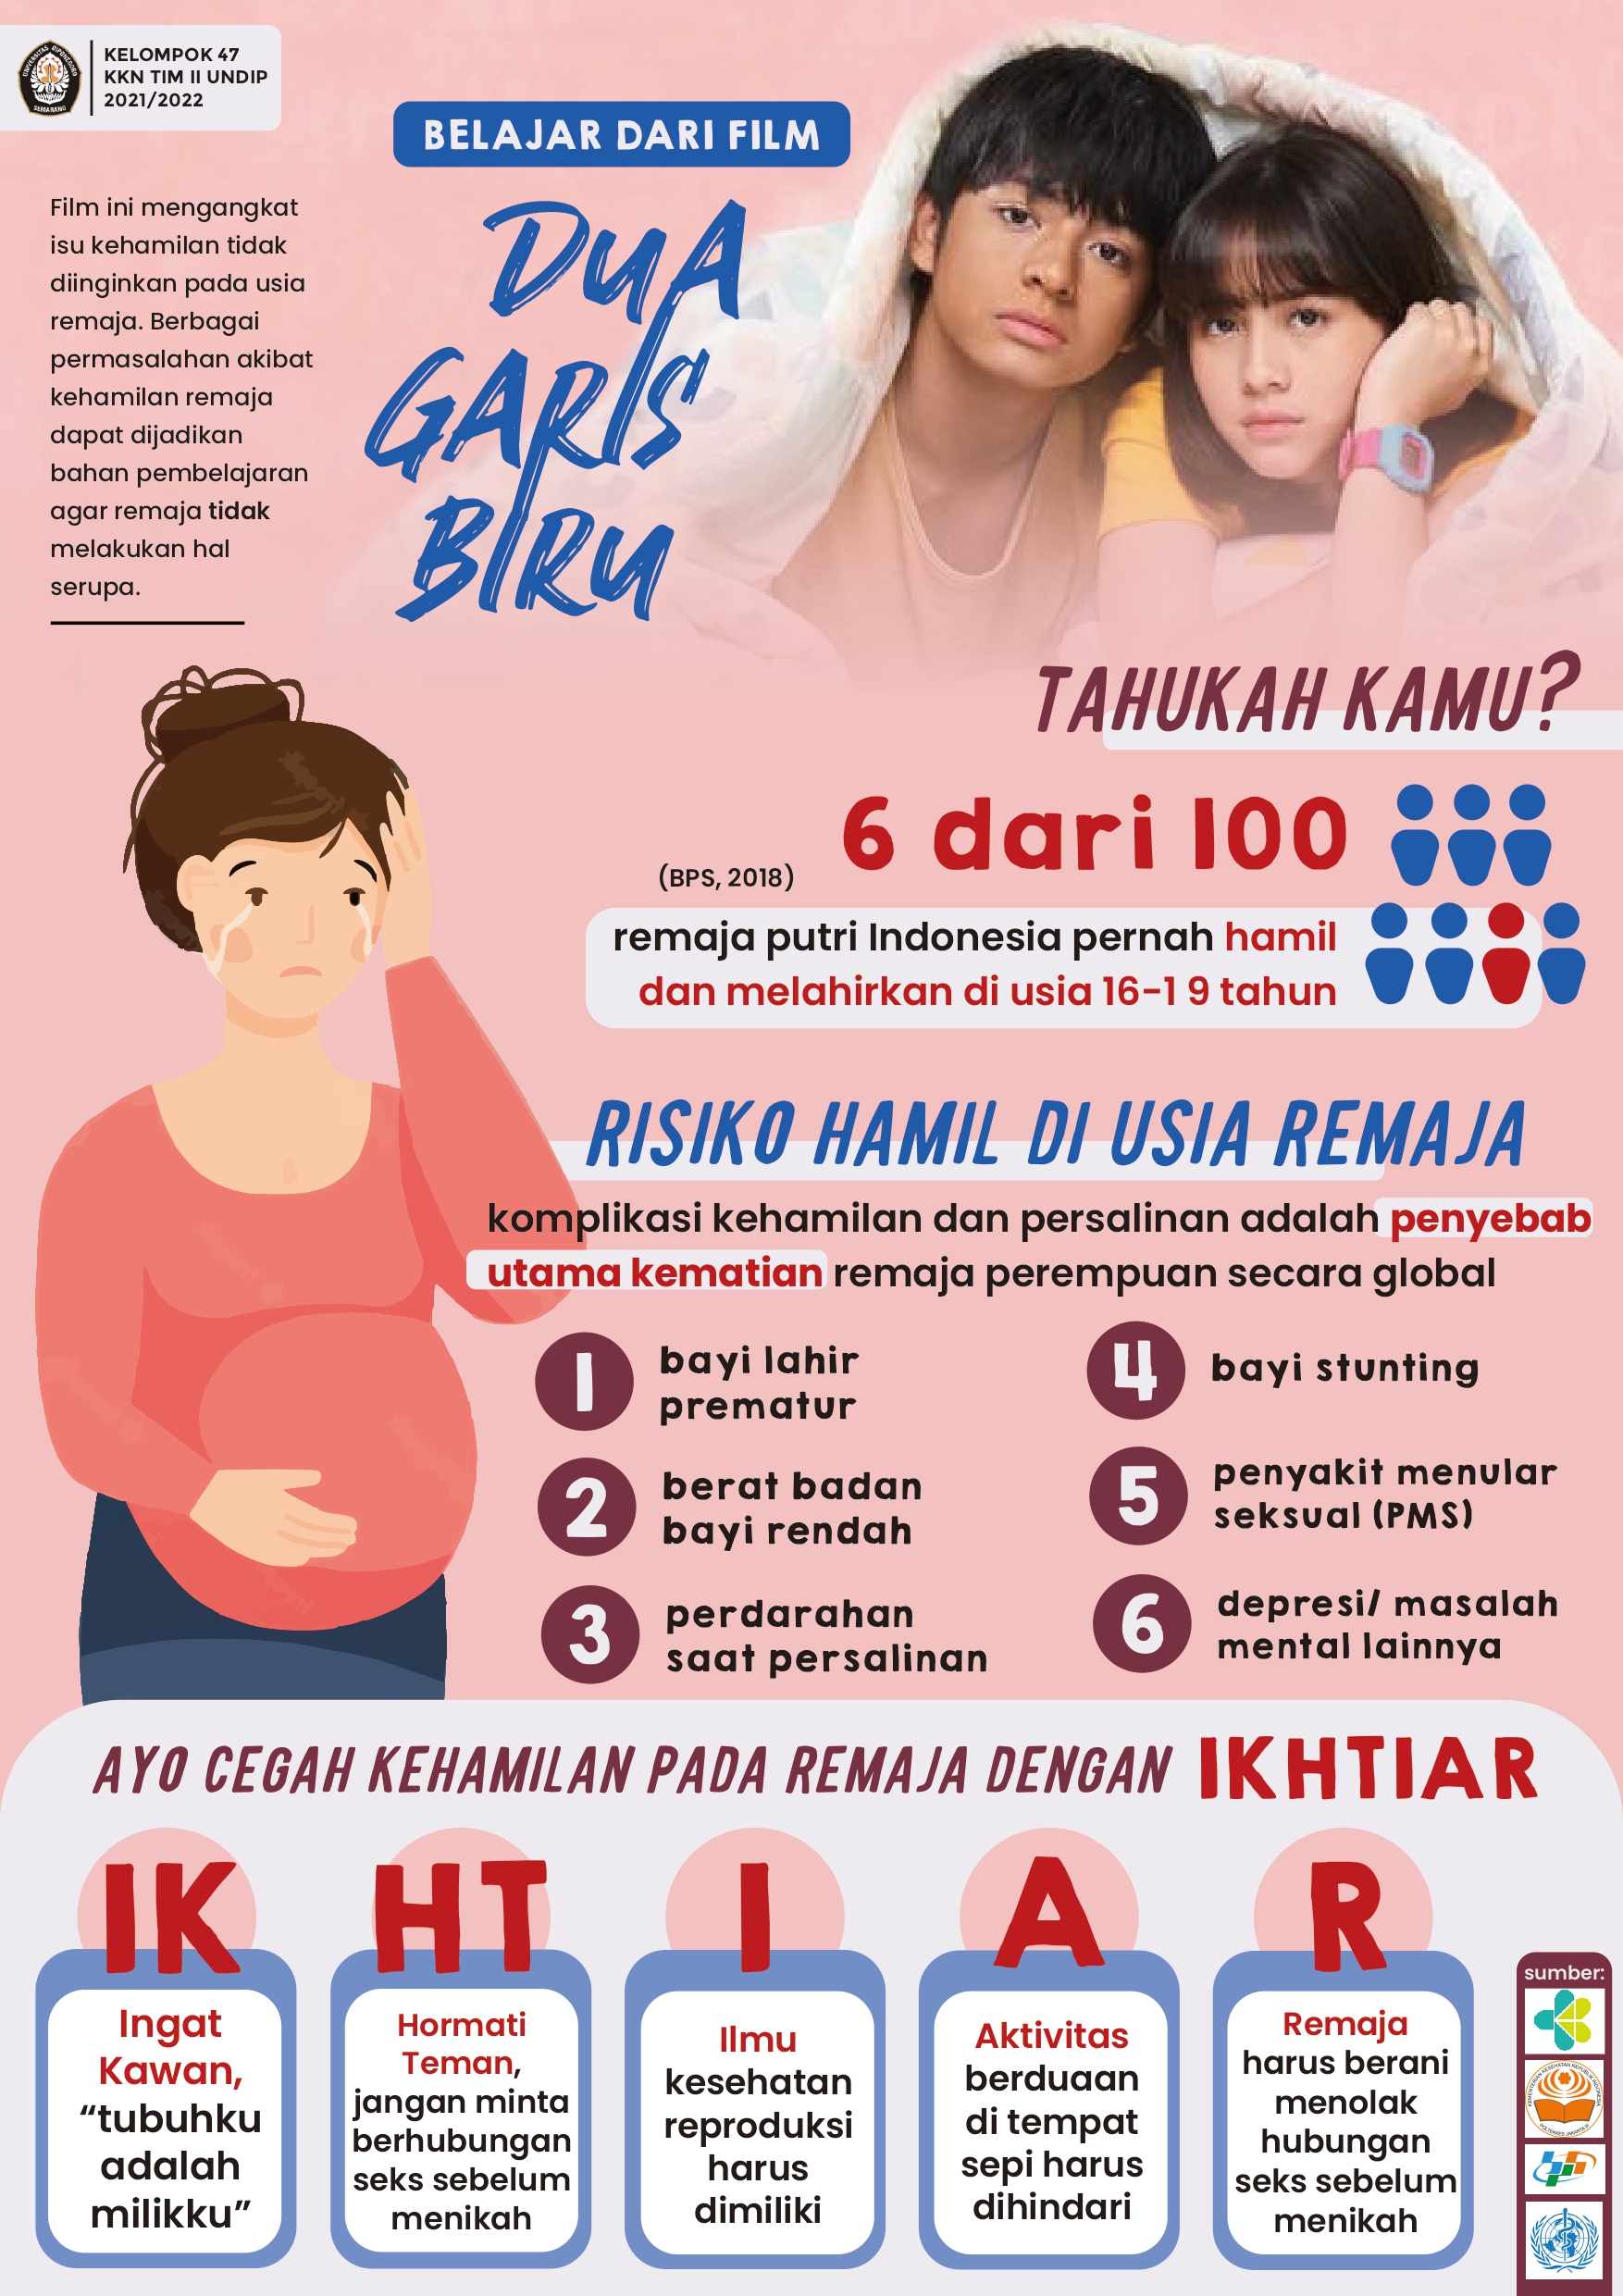 KELOMPOK 47
KKN TIM II UNDIP
2021/2022
BELAJAR DARI FILM
DUA
GARIS
BIRU
Film ini mengangkat
isu kehamilan tidak
diinginkan pada usia
remaja. Berbagai
permasalahan akibat
kehamilan remaja
dapat dijadikan
bahan pembelajaran
agar remaja tidak
melakukan hal
serupa.
TAHUKAH KAMU?
6 dari 100
(BPS, 2018)
remaja putri Indonesia pernah hamil
dan melahirkan di usia 16-1 9 tahun
RISIKO HAMIL DI USIA REMAJA
komplikasi kehamilan dan persalinan adalah penyebab
utama kematian remaja perempuan secara global
1 bayi lahir
prematur
2 berat badan
bayi rendah
3 perdarahan
saat persalinan
4 bayi stunting
5 penyakit menular
seksual (PMS)
6 depresi/ masalah
mental lainnya
AYO CEGAH KEHAMILAN PADA REMAJA DENGAN IKHTIAR
IK
Ingat
Kawan,
“tubuhku
adalah
milikku”
HT
Hormati
Teman,
jangan minta
berhubungan
seks sebelum
menikah
I
Ilmu
kesehatan
reproduksi
harus
dimiliki
A
Aktivitas
berduaan
di tempat
sepi harus
dihindari
R
Remaja
harus berani
menolak
hubungan
seks sebelum
menikah
sumber: